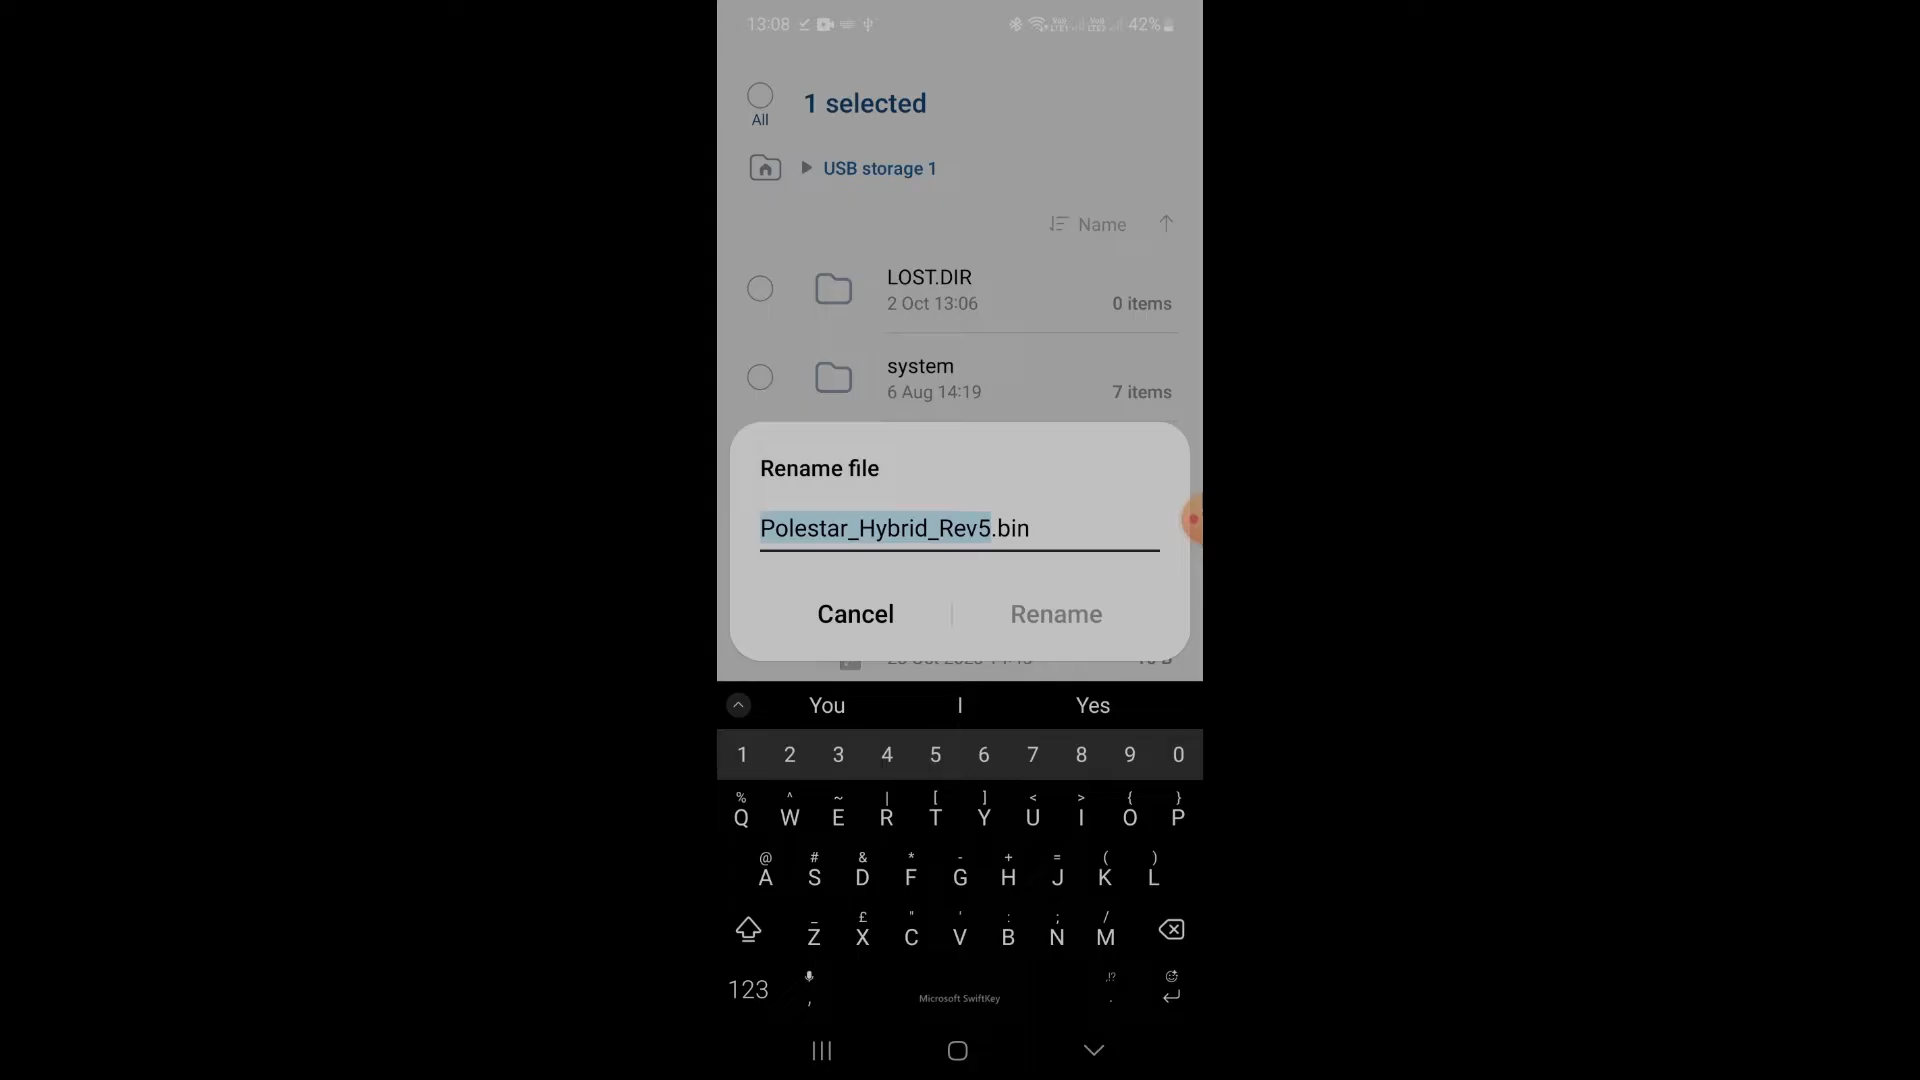 13:08
42%
1 selected
All
USB storage 1
Name
LOST.DIR
2 Oct 13:06
0 items
system
6 Aug 14:19
7 items
Rename file
Polestar_Hybrid_Rev5.bin
Cancel
Rename
You
I
Yes
1 2 3 4 5 6 7 8 9 0
% ^ ~ | [ ] < > { }
Q W E R T Y U I O P
@ # & * - + = ( )
A S D F G H J K L
_ £ " ' : ; /
Z X C V B N M
123
,
Microsoft SwiftKey
,!?
.